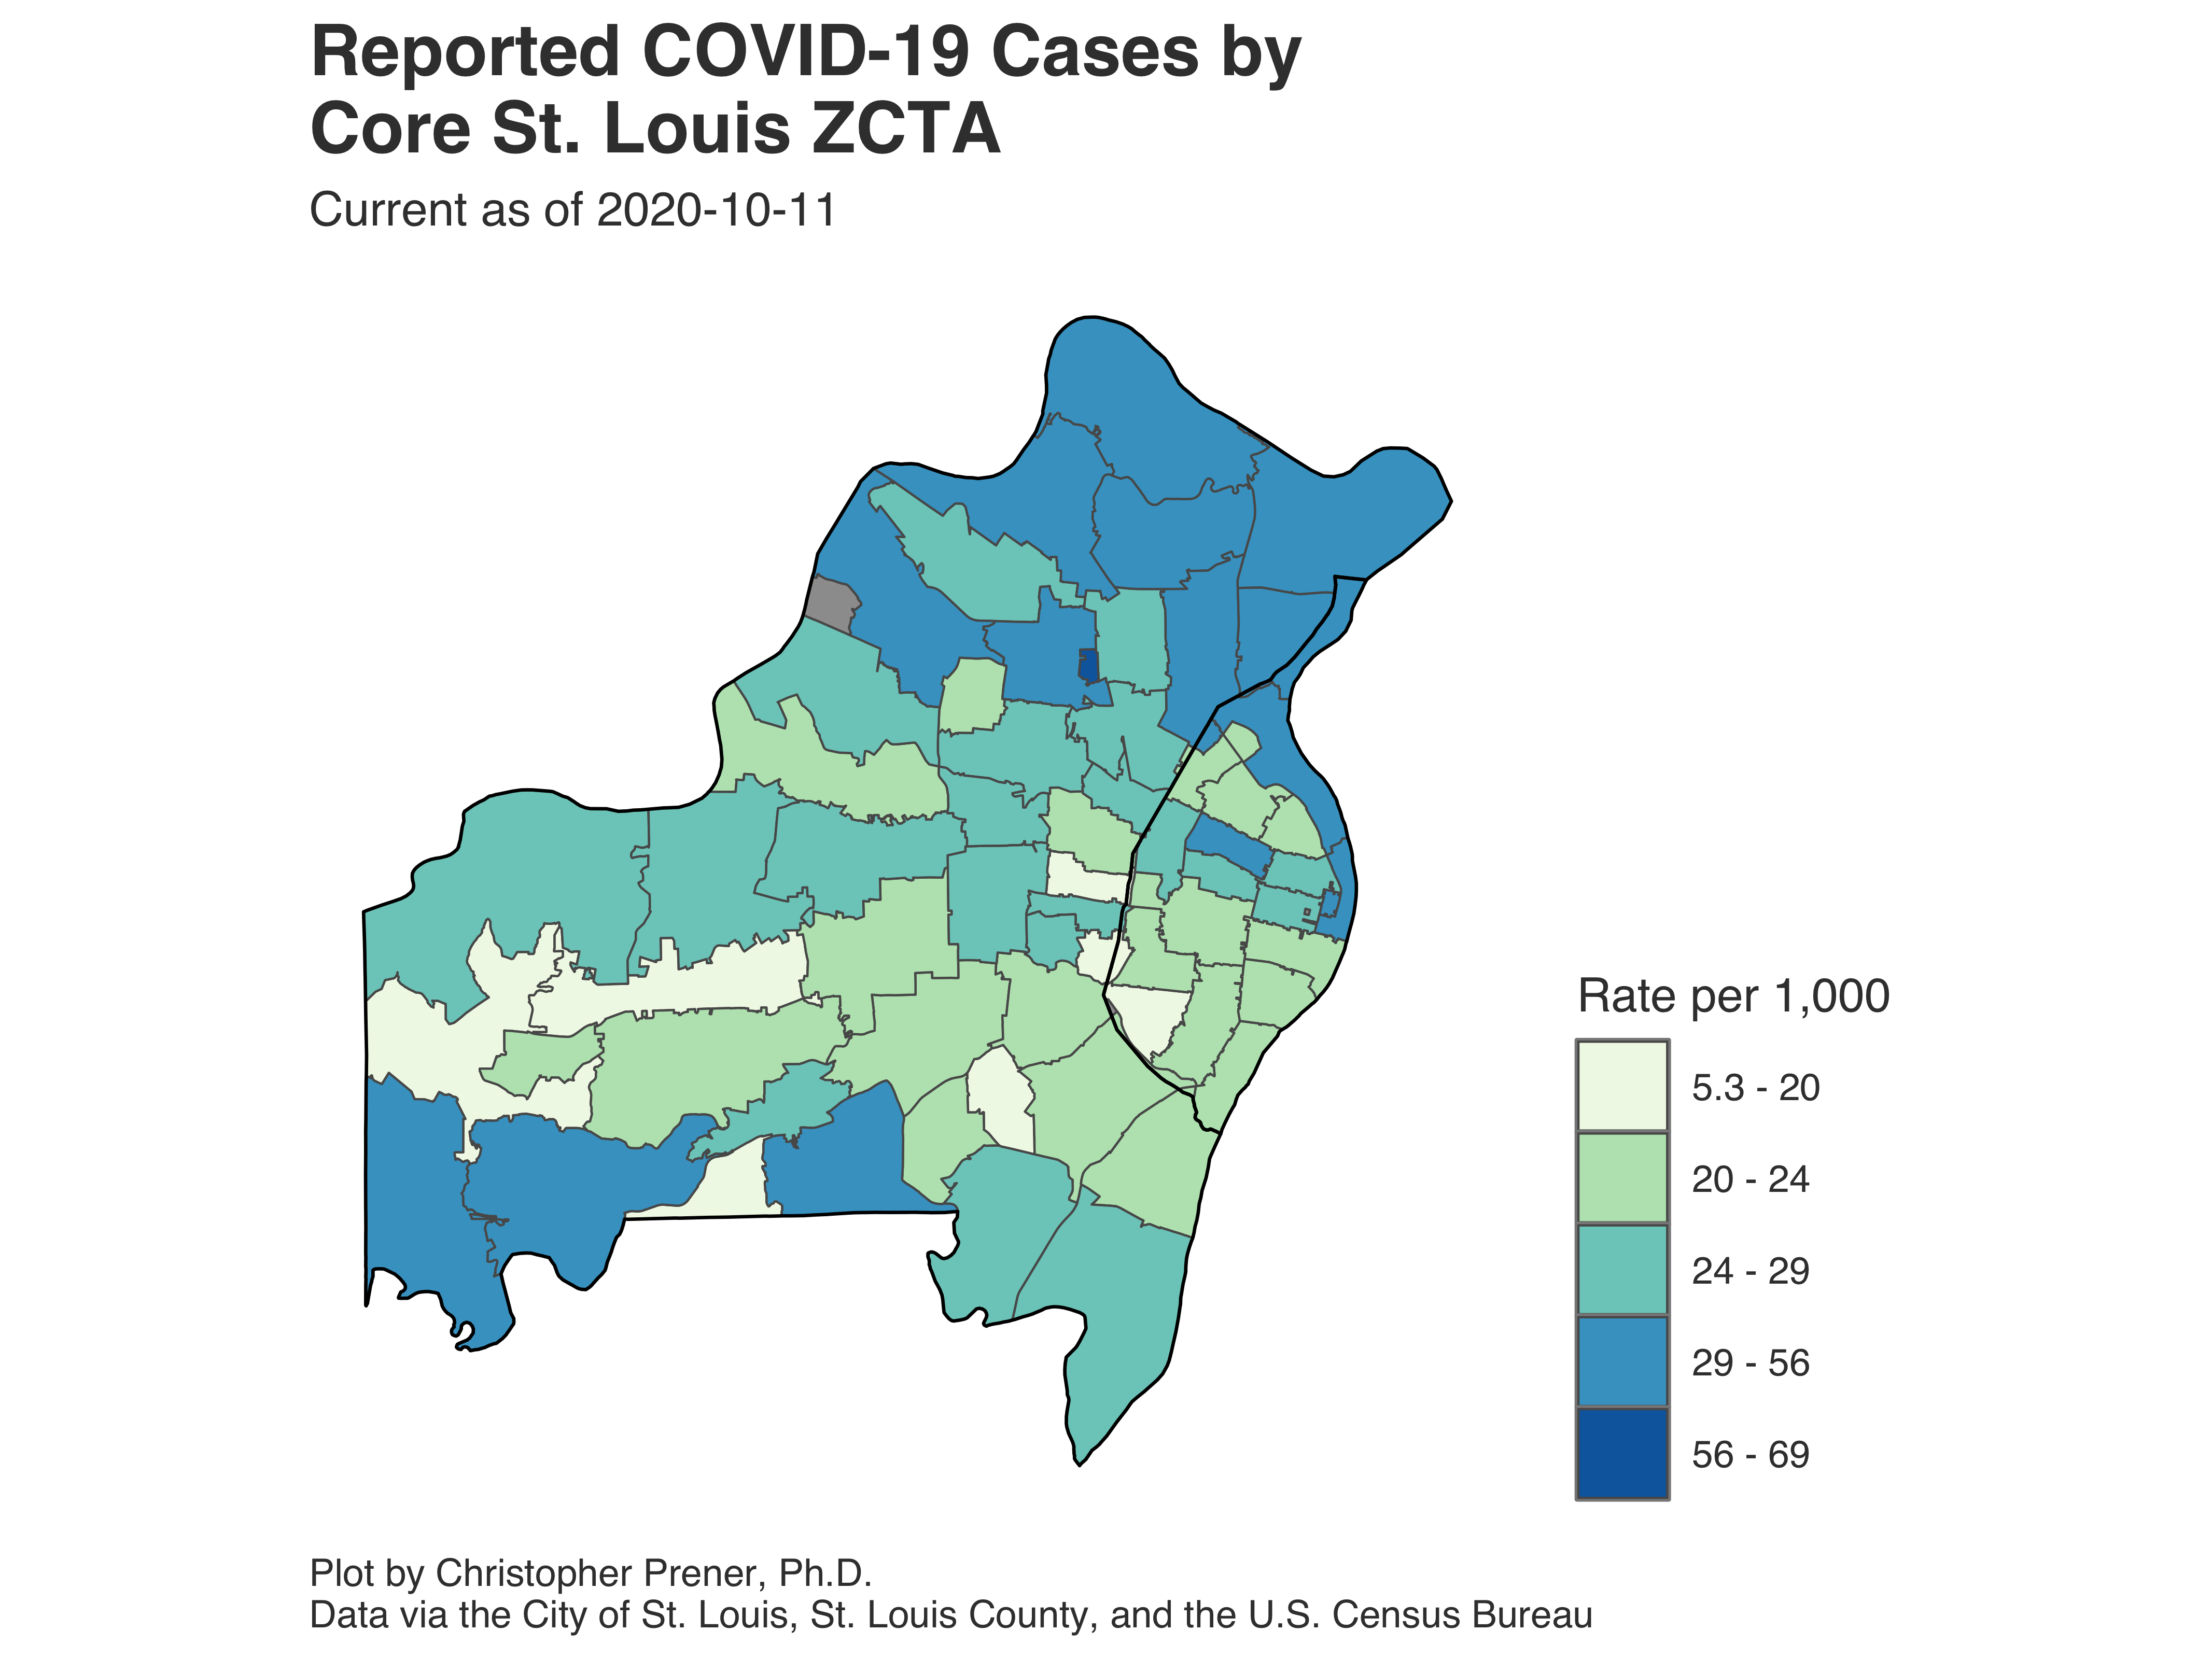 Reported COVID-19 Cases by
Core St. Louis ZCTA
Current as of 2020-10-11
Rate per 1,000
5.3 - 20
20 - 24
24 - 29
29 - 56
56 - 69
Plot by Christopher Prener, Ph.D.
Data via the City of St. Louis, St. Louis County, and the U.S. Census Bureau